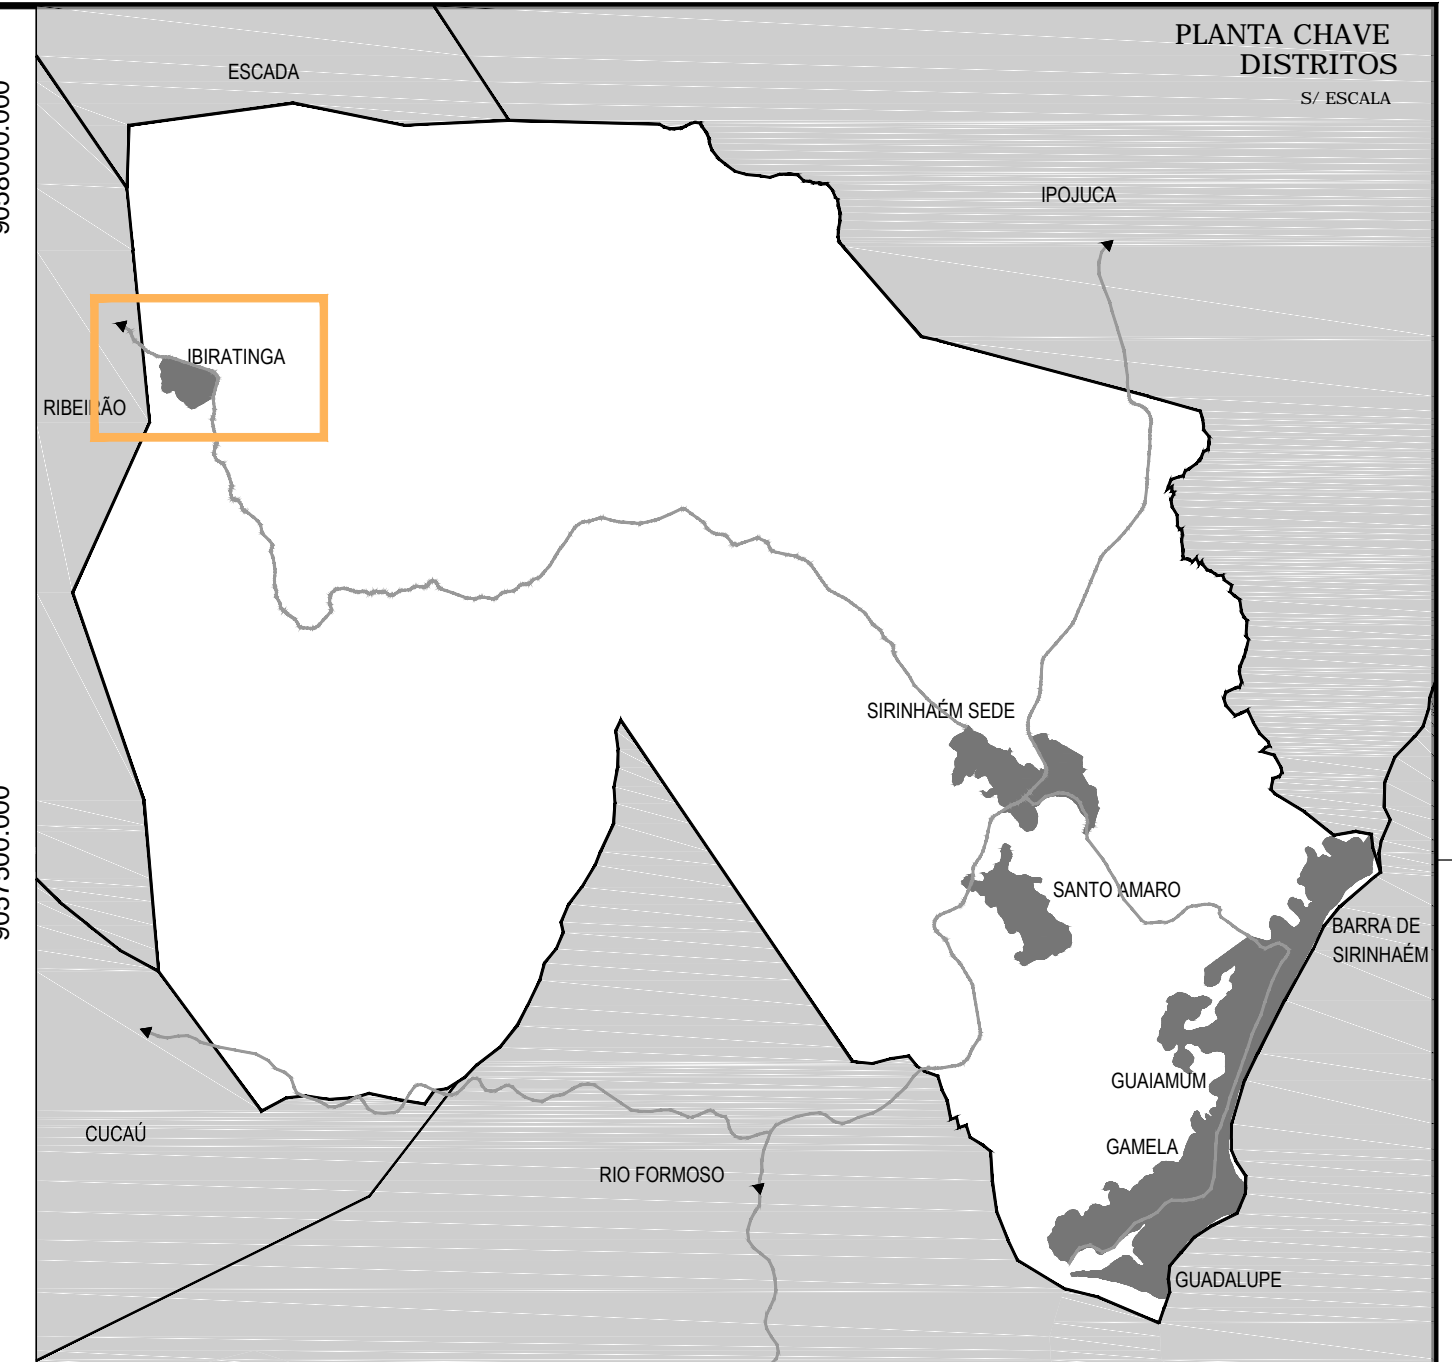 PLANTA CHAVE
DISTRITOS
S/ ESCALA
ESCADA
IPOJUCA
IBIRATINGA
RIBEIRÃO
SIRINHAÉM SEDE
SANTO AMARO
BARRA DE
SIRINHAÉM
GUAIAMUM
GAMELA
CUCAÚ
RIO FORMOSO
GUADALUPE